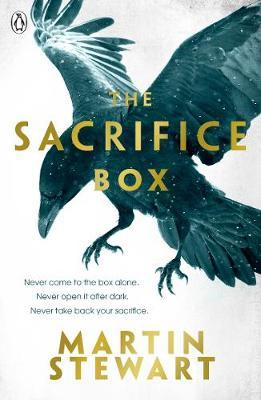 THE
SACRIFICE
BOX
Never come to the box alone.
Never open it after dark.
Never take back your sacrifice.
MARTIN
STEWART